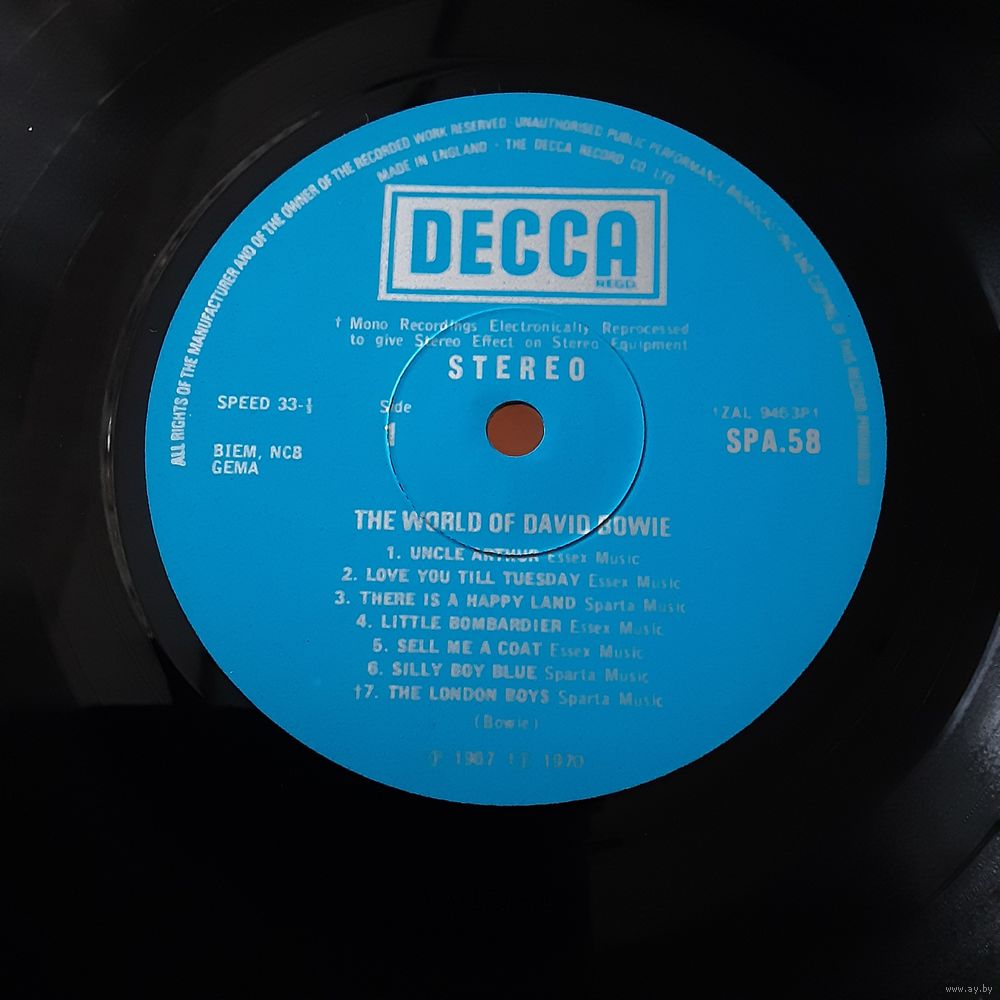 ALL RIGHTS OF THE MANUFACTURER AND OF THE OWNER OF THE RECORDED WORK RESERVED UNAUTHORISED PUBLIC PERFORMANCE BROADCASTING AND COPYING OF THIS RECORD PROHIBITED
MADE IN ENGLAND · THE DECCA RECORD CO LTD
DECCA
REGD.
† Mono Recordings Electronically Reprocessed
to give Stereo Effect on Stereo Equipment
STEREO
SPEED 33-⅓
Side
1
BIEM, NCB
GEMA
SPA.58
THE WORLD OF DAVID BOWIE
1. UNCLE ARTHUR Essex Music
2. LOVE YOU TILL TUESDAY Essex Music
3. THERE IS A HAPPY LAND Sparta Music
4. LITTLE BOMBARDIER Essex Music
5. SELL ME A COAT Essex Music
6. SILLY BOY BLUE Sparta Music
†7. THE LONDON BOYS Sparta Music
(Bowie)
℗ 1967 †℗ 1970
www.ay.by